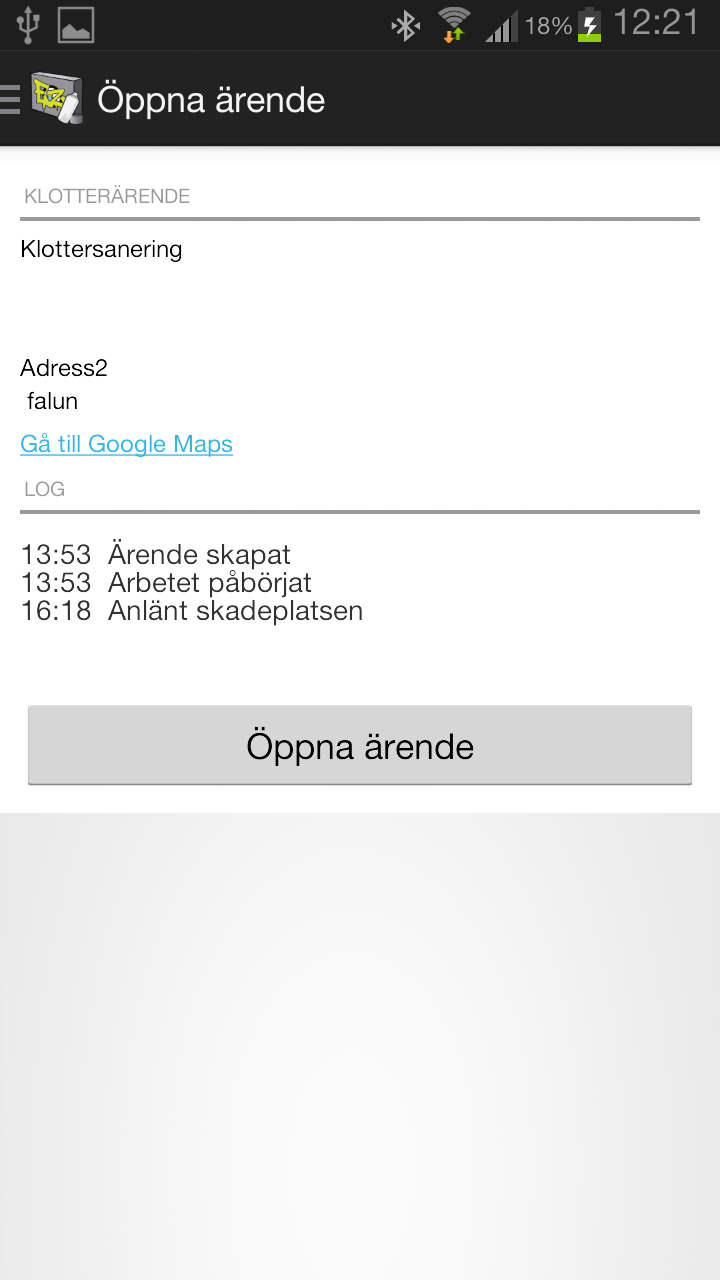 18% 12:21
Öppna ärende
KLOTTERÄRENDE
Klottersanering
Adress2
falun
Gå till Google Maps
LOG
13:53 Ärende skapat
13:53 Arbetet påbörjat
16:18 Anlänt skadeplatsen
Öppna ärende